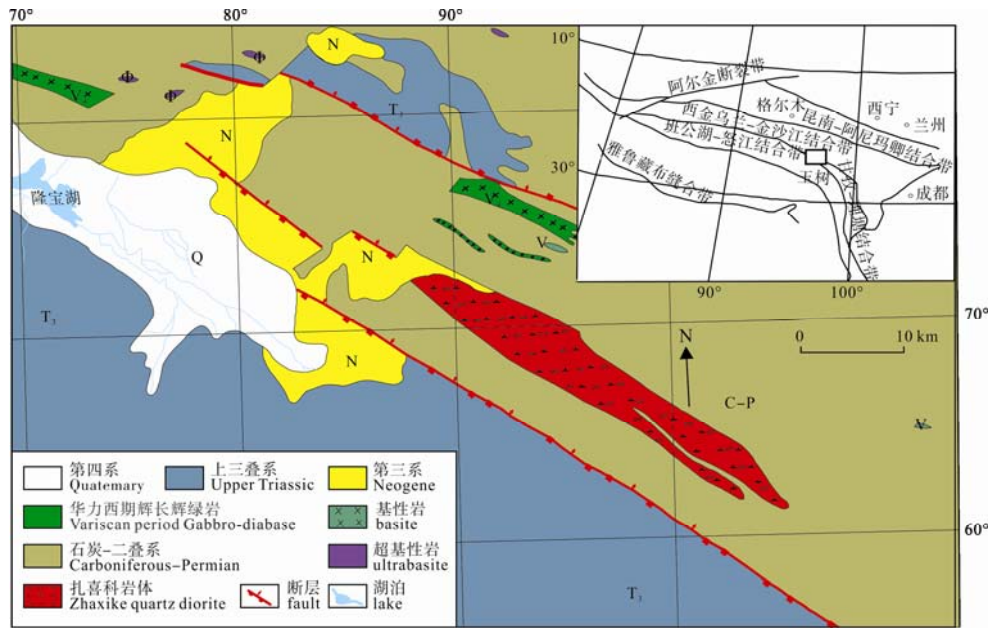 70°
80°
90°
10°
N
Φ
Φ
Φ
V
T3
N
30°
V
V
隆宝湖
Q
N
T3
N
阿尔金断裂带
格尔木
西宁
兰州
西金乌兰-金沙江结合带
昆南-阿尼玛卿结合带
班公湖-怒江结合带
玉树
雅鲁藏布缝合带
成都
结合带
90°
100°
70°
0
10 km
N
C-P
V
60°
T3
第四系
Quatemary
上三叠系
Upper Triassic
第三系
Neogene
华力西期辉长辉绿岩
Variscan period Gabbro-diabase
基性岩
basite
石炭-二叠系
Carboniferous-Permian
超基性岩
ultrabasite
扎喜科岩体
Zhaxike quartz diorite
断层
fault
湖泊
lake